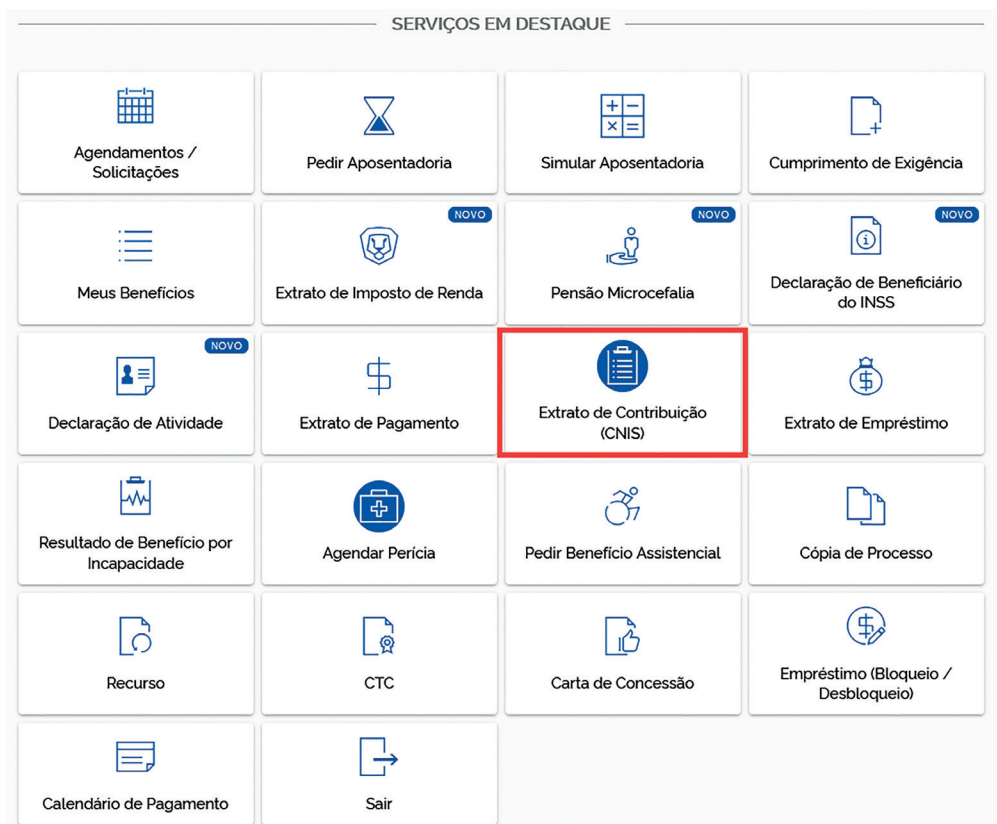 SERVIÇOS EM DESTAQUE
Agendamentos /
Solicitações
Pedir Aposentadoria
Simular Aposentadoria
Cumprimento de Exigência
Meus Benefícios
NOVO
Extrato de Imposto de Renda
NOVO
Pensão Microcefalia
NOVO
Declaração de Beneficiário
do INSS
NOVO
Declaração de Atividade
Extrato de Pagamento
Extrato de Contribuição
(CNIS)
Extrato de Empréstimo
Resultado de Benefício por
Incapacidade
Agendar Perícia
Pedir Benefício Assistencial
Cópia de Processo
Recurso
CTC
Carta de Concessão
Empréstimo (Bloqueio /
Desbloqueio)
Calendário de Pagamento
Sair